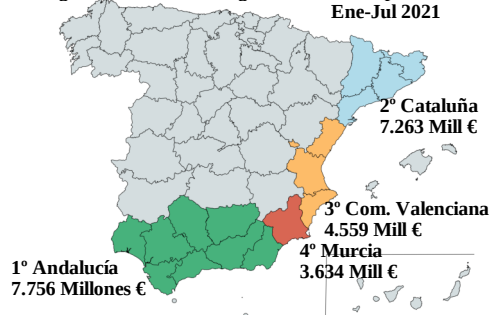 Ene-Jul 2021
2º Cataluña
7.263 Mill €
3º Com. Valenciana
4.559 Mill €
4º Murcia
3.634 Mill €
1º Andalucía
7.756 Millones €